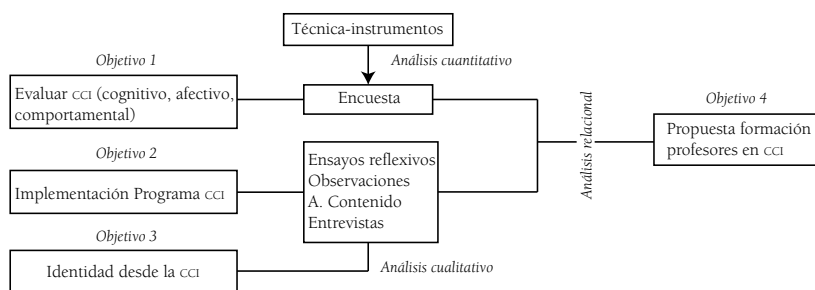 Técnica-instrumentos
Objetivo 1
Análisis cuantitativo
Evaluar CCI (cognitivo, afectivo,
comportamental)
Encuesta
Objetivo 2
Implementación Programa CCI
Ensayos reflexivos
Observaciones
A. Contenido
Entrevistas
Objetivo 3
Identidad desde la CCI
Análisis cualitativo
Análisis relacional
Objetivo 4
Propuesta formación
profesores en CCI